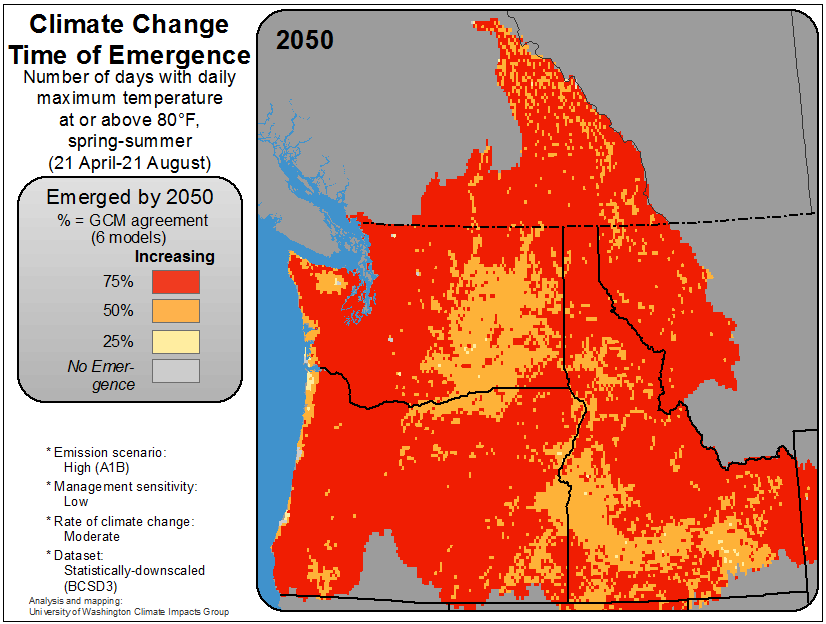 Climate Change
Time of Emergence
Number of days with daily
maximum temperature
at or above 80°F,
spring-summer
(21 April-21 August)
Emerged by 2050
% = GCM agreement
(6 models)
Increasing
75%
50%
25%
No Emer-
gence
* Emission scenario:
High (A1B)
* Management sensitivity:
Low
* Rate of climate change:
Moderate
* Dataset:
Statistically-downscaled
(BCSD3)
Analysis and mapping:
University of Washington Climate Impacts Group
2050